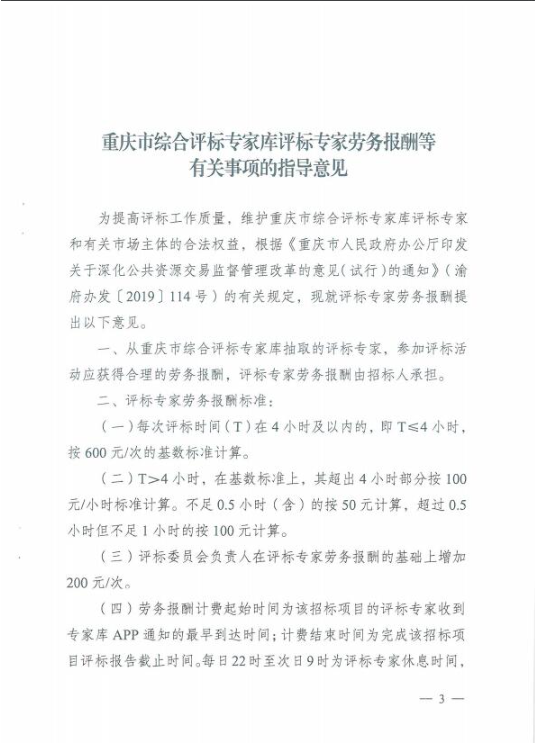 重庆市综合评标专家库评标专家劳务报酬等
有关事项的指导意见
为提高评标工作质量，维护重庆市综合评标专家库评标专家
和有关市场主体的合法权益，根据《重庆市人民政府办公厅印发
关于深化公共资源交易监督管理改革的意见（试行）的通知》（渝
府办发〔2019〕114号）的有关规定，现就评标专家劳务报酬提
出以下意见。
一、从重庆市综合评标专家库抽取的评标专家，参加评标活
动应获得合理的劳务报酬，评标专家劳务报酬由招标人承担。
二、评标专家劳务报酬标准：
（一）每次评标时间（T）在4小时及以内的，即T≤4小时，
按600元/次的基数标准计算。
（二）T＞4小时，在基数标准上，其超出4小时部分按100
元/小时标准计算。不足0.5小时（含）的按50元计算，超过0.5
小时但不足1小时的按100元计算。
（三）评标委员会负责人在评标专家劳务报酬的基础上增加
200元/次。
（四）劳务报酬计费起始时间为该招标项目的评标专家收到
专家库APP通知的最早到达时间；计费结束时间为完成该招标项
目评标报告截止时间。每日22时至次日9时为评标专家休息时间，
— 3 —